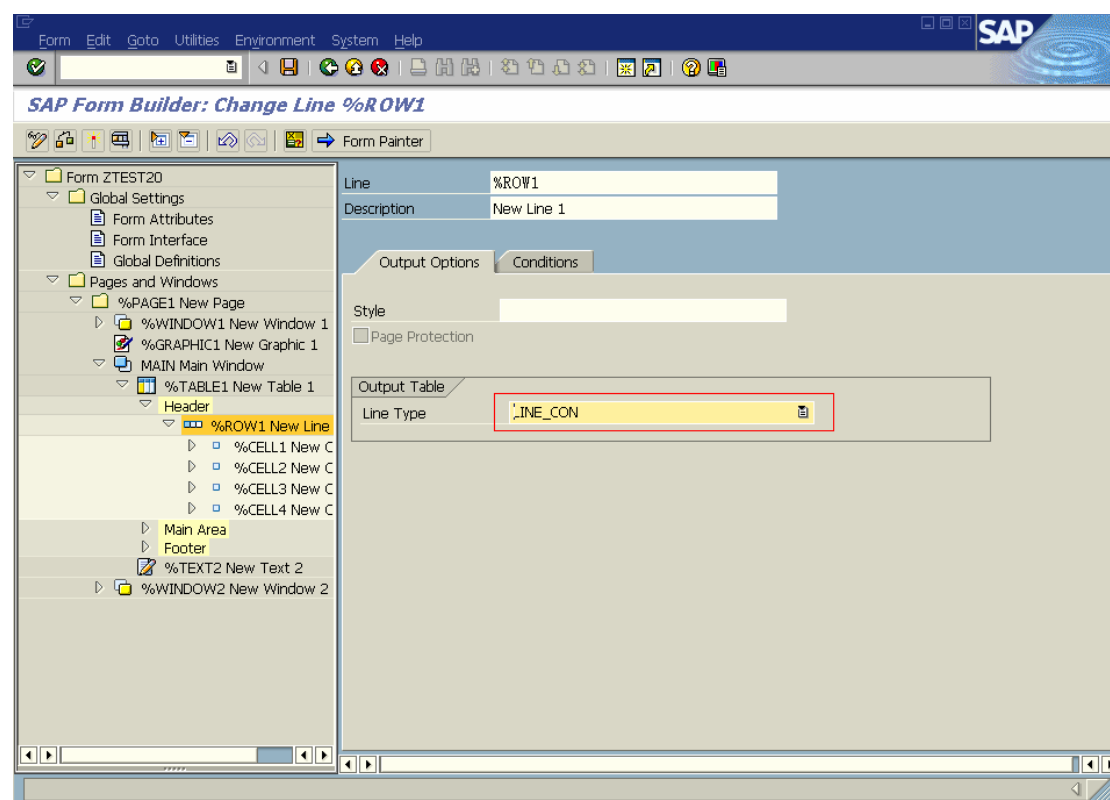 Form Edit Goto Utilities Environment System Help
SAP
SAP Form Builder: Change Line %ROW1
Form Painter
Form ZTEST20
Global Settings
Form Attributes
Form Interface
Global Definitions
Pages and Windows
%PAGE1 New Page
%WINDOW1 New Window 1
%GRAPHIC1 New Graphic 1
MAIN Main Window
%TABLE1 New Table 1
Header
%ROW1 New Line
%CELL1 New C
%CELL2 New C
%CELL3 New C
%CELL4 New C
Main Area
Footer
%TEXT2 New Text 2
%WINDOW2 New Window 2
Line %ROW1
Description New Line 1
Output Options Conditions
Style
Page Protection
Output Table
Line Type LINE_CON